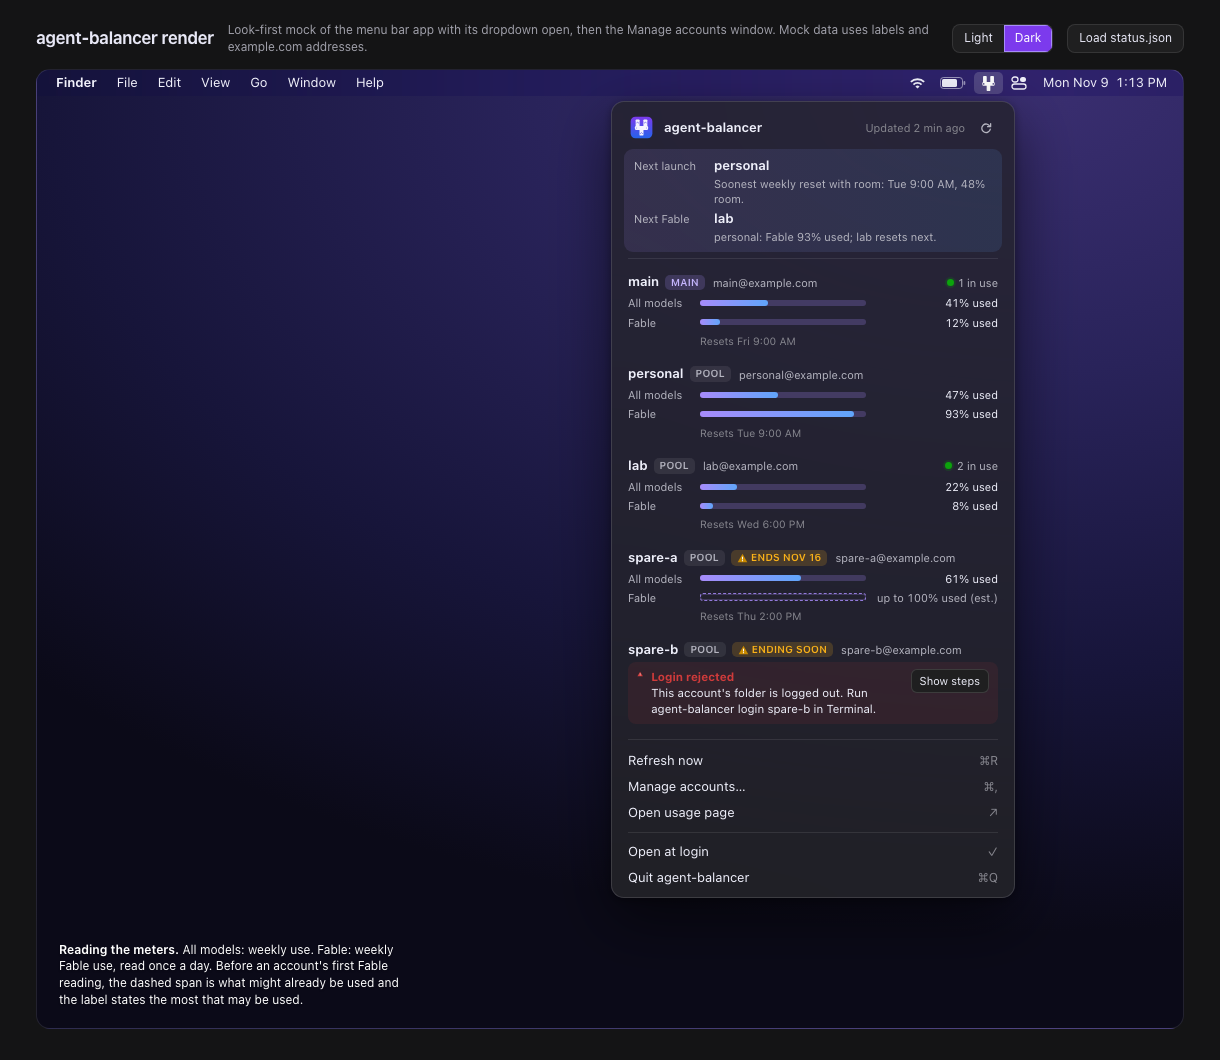 agent-balancer render
Look-first mock of the menu bar app with its dropdown open, then the Manage accounts window. Mock data uses labels and
example.com addresses.
Light
Dark
Load status.json
Finder File Edit View Go Window Help
Mon Nov 9 1:13 PM
agent-balancer
Updated 2 min ago
Next launch
personal
Soonest weekly reset with room: Tue 9:00 AM, 48%
room.
Next Fable
lab
personal: Fable 93% used; lab resets next.
main MAIN main@example.com 1 in use
All models 41% used
Fable 12% used
Resets Fri 9:00 AM
personal POOL personal@example.com
All models 47% used
Fable 93% used
Resets Tue 9:00 AM
lab POOL lab@example.com 2 in use
All models 22% used
Fable 8% used
Resets Wed 6:00 PM
spare-a POOL ENDS NOV 16 spare-a@example.com
All models 61% used
Fable up to 100% used (est.)
Resets Thu 2:00 PM
spare-b POOL ENDING SOON spare-b@example.com
Login rejected
This account's folder is logged out. Run
agent-balancer login spare-b in Terminal.
Show steps
Refresh now ⌘R
Manage accounts… ⌘,
Open usage page ↗
Open at login ✓
Quit agent-balancer ⌘Q
Reading the meters. All models: weekly use. Fable: weekly
Fable use, read once a day. Before an account's first Fable
reading, the dashed span is what might already be used and
the label states the most that may be used.